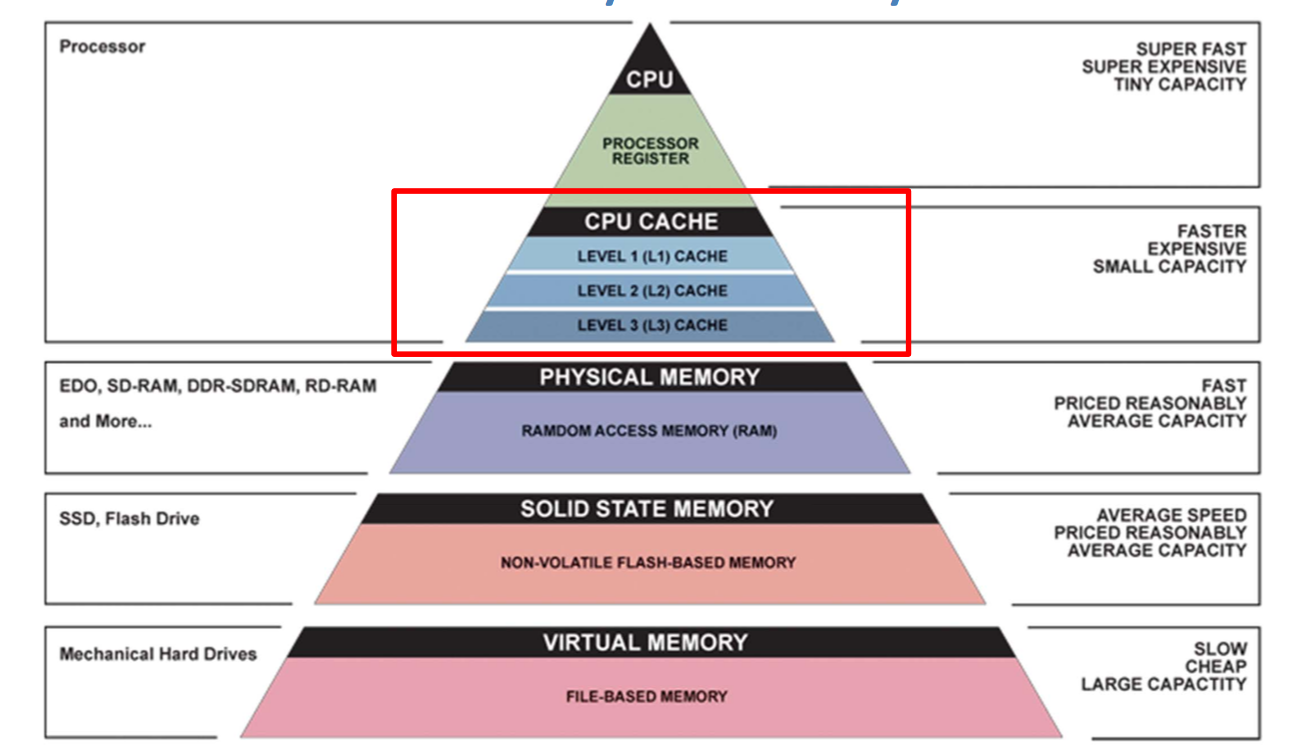 Processor
CPU
PROCESSOR
REGISTER
SUPER FAST
SUPER EXPENSIVE
TINY CAPACITY
CPU CACHE
LEVEL 1 (L1) CACHE
LEVEL 2 (L2) CACHE
LEVEL 3 (L3) CACHE
FASTER
EXPENSIVE
SMALL CAPACITY
EDO, SD-RAM, DDR-SDRAM, RD-RAM
and More...
PHYSICAL MEMORY
RAMDOM ACCESS MEMORY (RAM)
FAST
PRICED REASONABLY
AVERAGE CAPACITY
SSD, Flash Drive
SOLID STATE MEMORY
NON-VOLATILE FLASH-BASED MEMORY
AVERAGE SPEED
PRICED REASONABLY
AVERAGE CAPACITY
Mechanical Hard Drives
VIRTUAL MEMORY
FILE-BASED MEMORY
SLOW
CHEAP
LARGE CAPACTITY